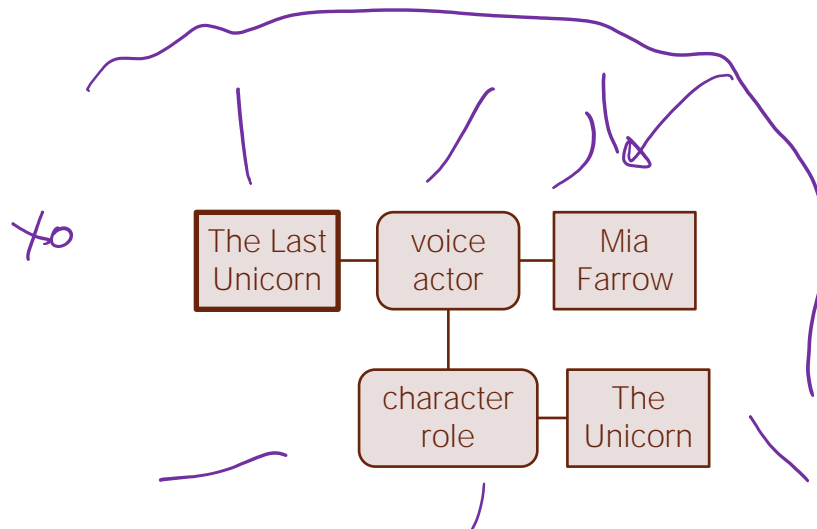 The Last
Unicorn
voice
actor
Mia
Farrow
character
role
The
Unicorn